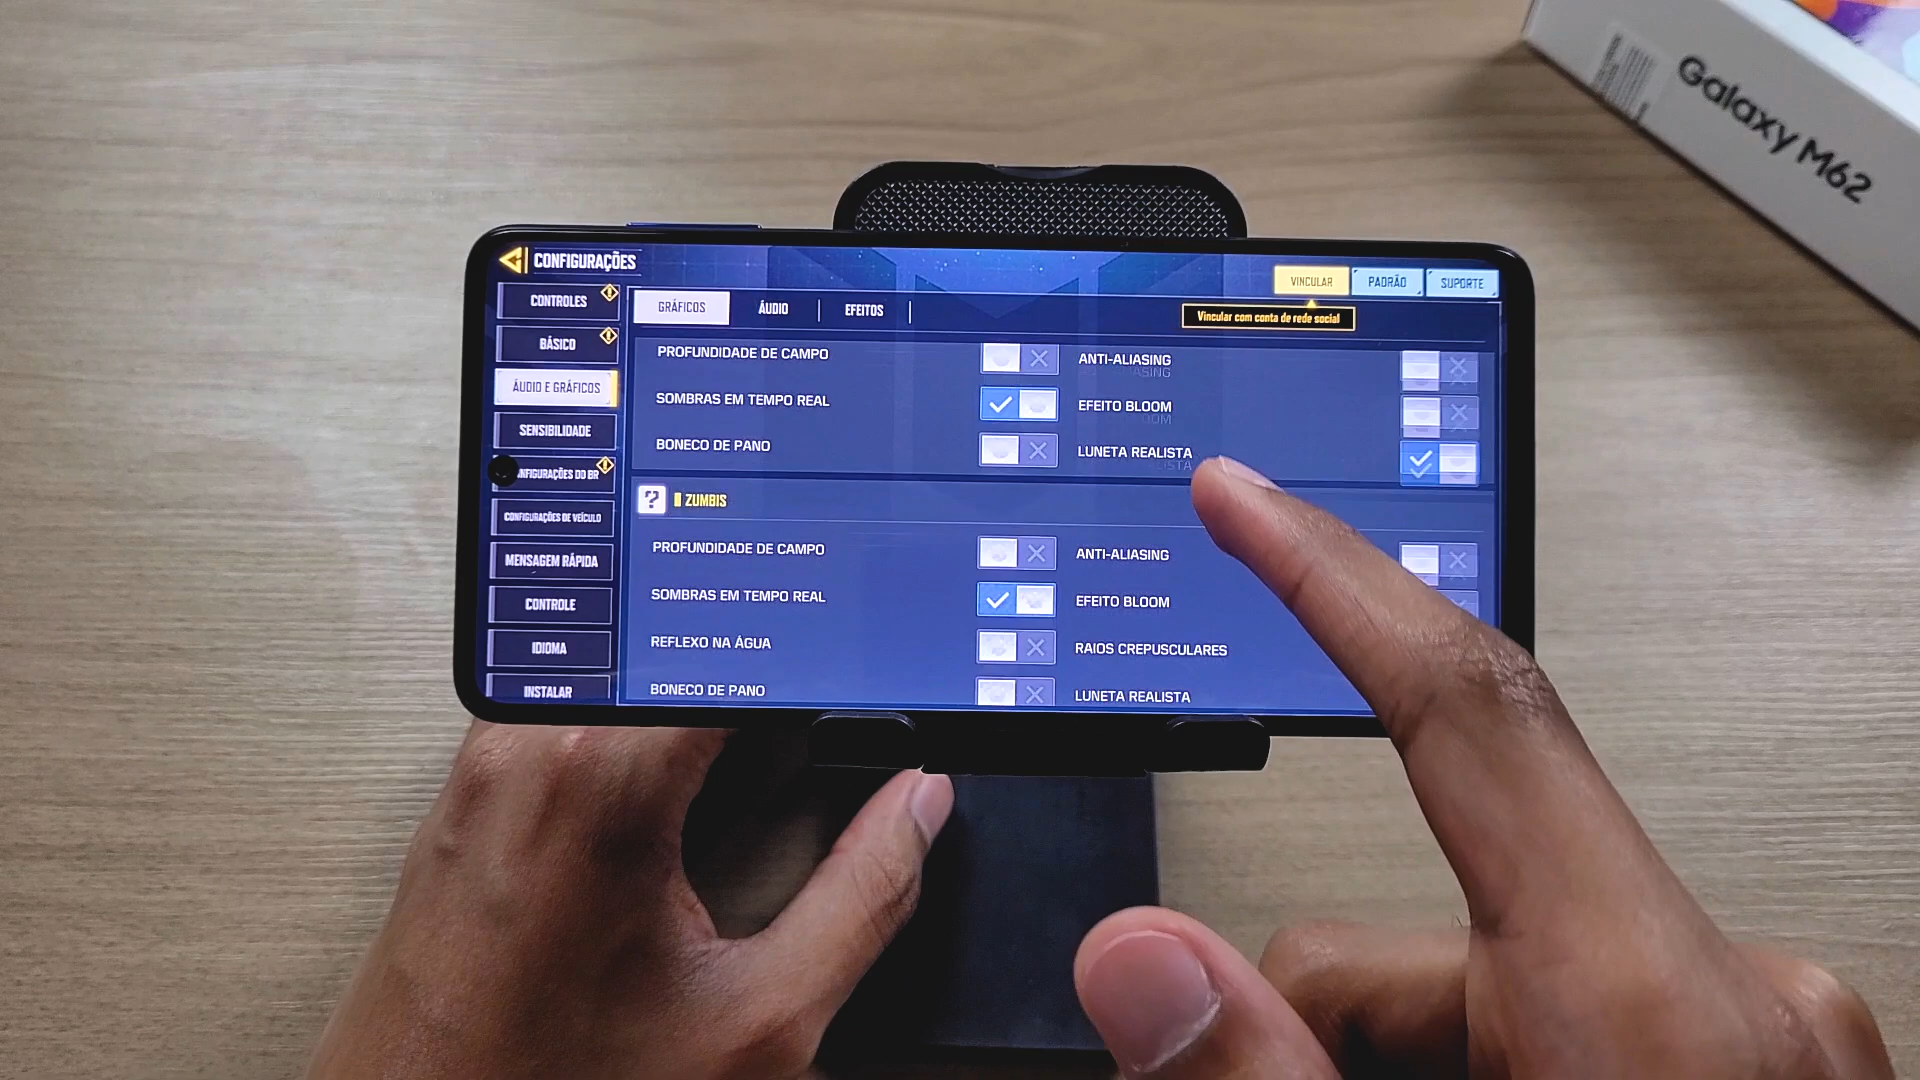 Galaxy M62
CONFIGURAÇÕES
VINCULAR
PADRÃO
SUPORTE
Vincular com conta de rede social
CONTROLES
BÁSICO
ÁUDIO E GRÁFICOS
SENSIBILIDADE
NFIGURAÇÕES DO BR
CONFIGURAÇÕES DE VEÍCULO
MENSAGEM RÁPIDA
CONTROLE
IDIOMA
INSTALAR
GRÁFICOS
ÁUDIO
EFEITOS
PROFUNDIDADE DE CAMPO
ANTI-ALIASING
SOMBRAS EM TEMPO REAL
EFEITO BLOOM
BONECO DE PANO
LUNETA REALISTA
? ZUMBIS
PROFUNDIDADE DE CAMPO
ANTI-ALIASING
SOMBRAS EM TEMPO REAL
EFEITO BLOOM
REFLEXO NA ÁGUA
RAIOS CREPUSCULARES
BONECO DE PANO
LUNETA REALISTA